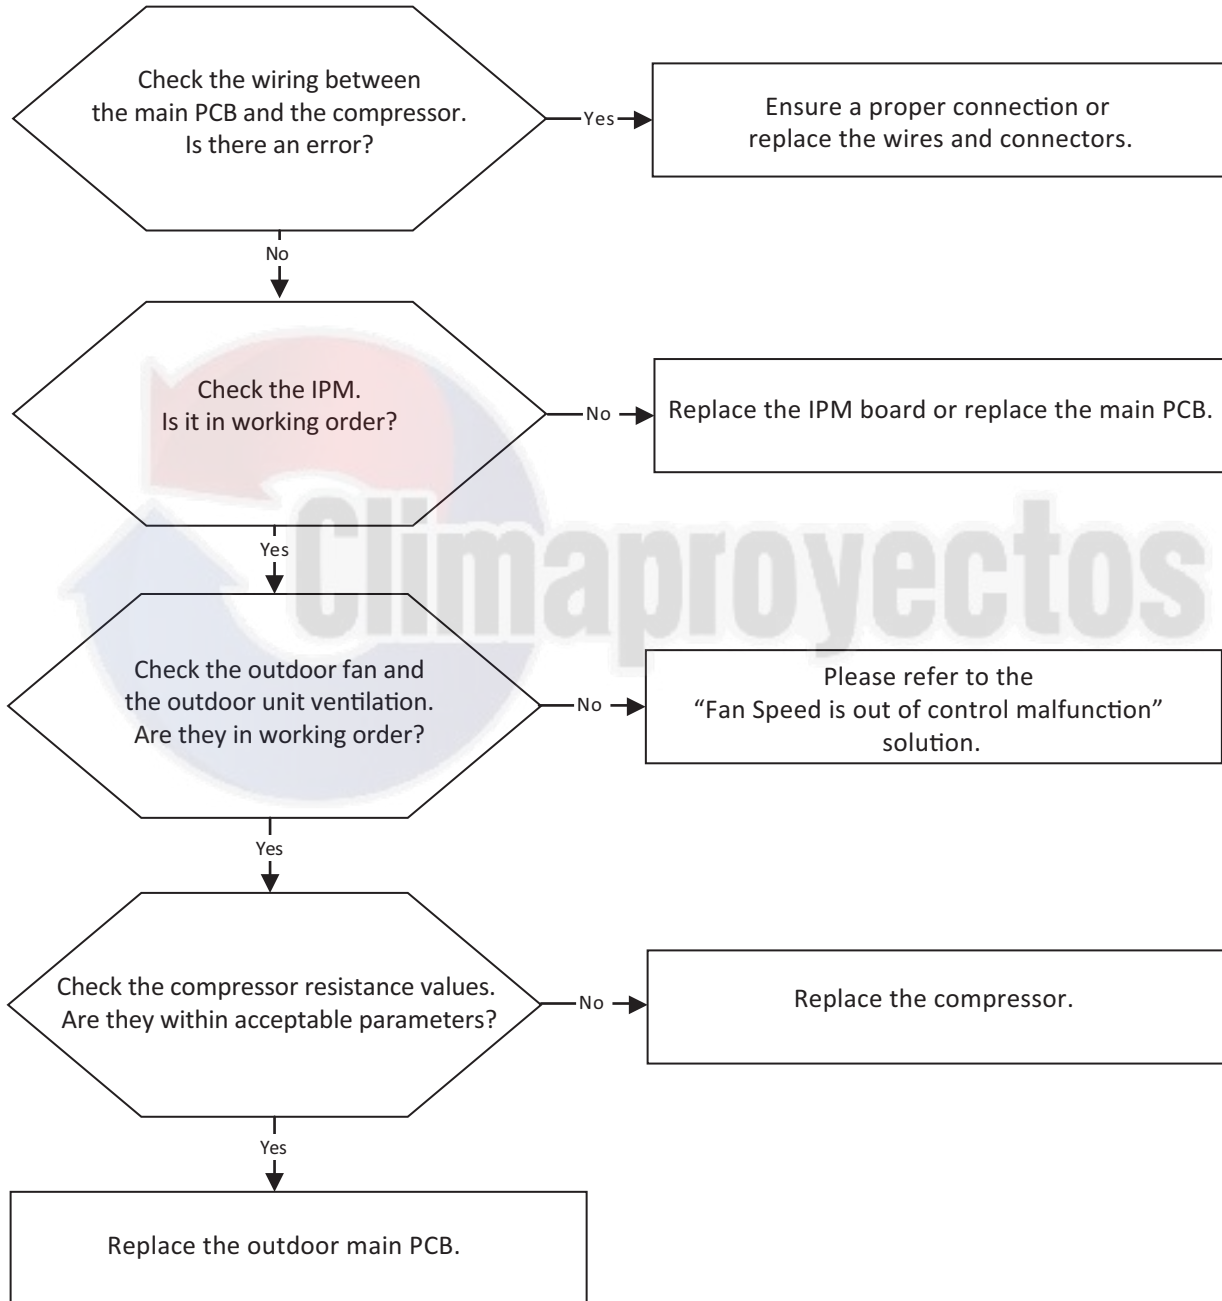 Check the wiring between
the main PCB and the compressor.
Is there an error?
Yes
Ensure a proper connection or
replace the wires and connectors.
No
Check the IPM.
Is it in working order?
No
Replace the IPM board or replace the main PCB.
Yes
Climaproyectos
Check the outdoor fan and
the outdoor unit ventilation.
Are they in working order?
No
Please refer to the
“Fan Speed is out of control malfunction”
solution.
Yes
Check the compressor resistance values.
Are they within acceptable parameters?
No
Replace the compressor.
Yes
Replace the outdoor main PCB.